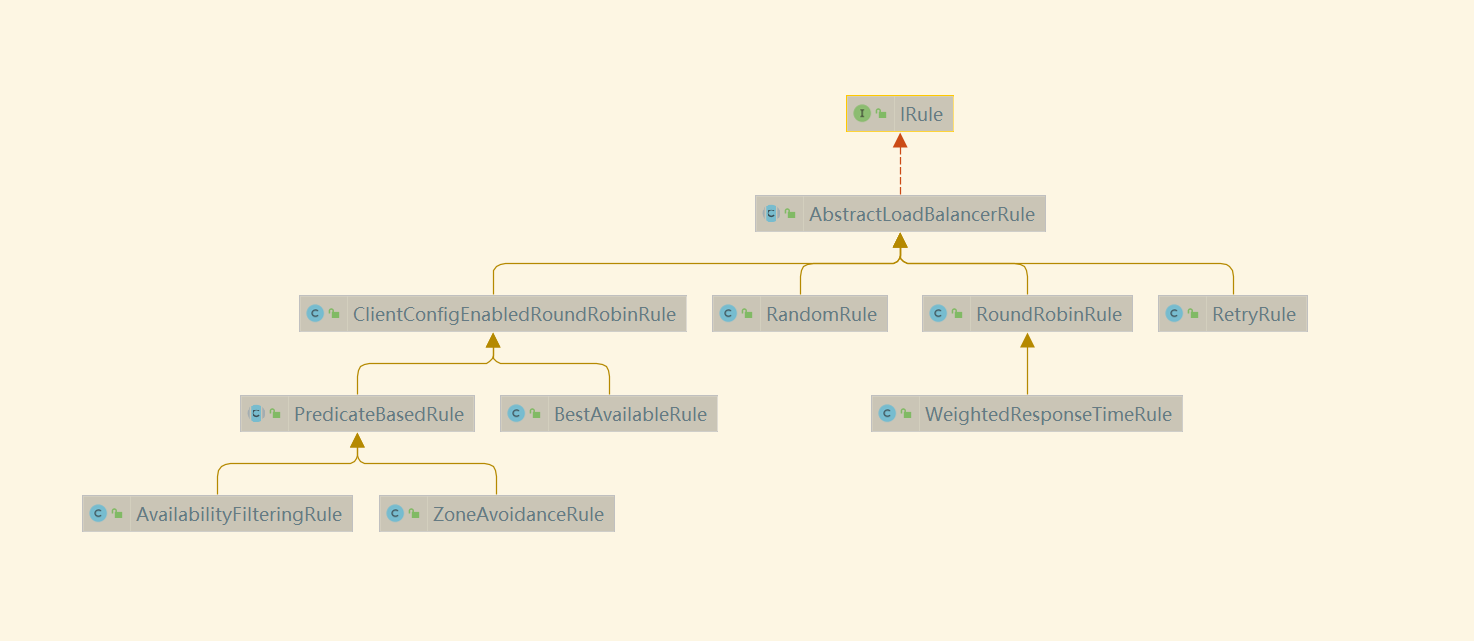 IRule
AbstractLoadBalancerRule
ClientConfigEnabledRoundRobinRule
RandomRule
RoundRobinRule
RetryRule
PredicateBasedRule
BestAvailableRule
WeightedResponseTimeRule
AvailabilityFilteringRule
ZoneAvoidanceRule